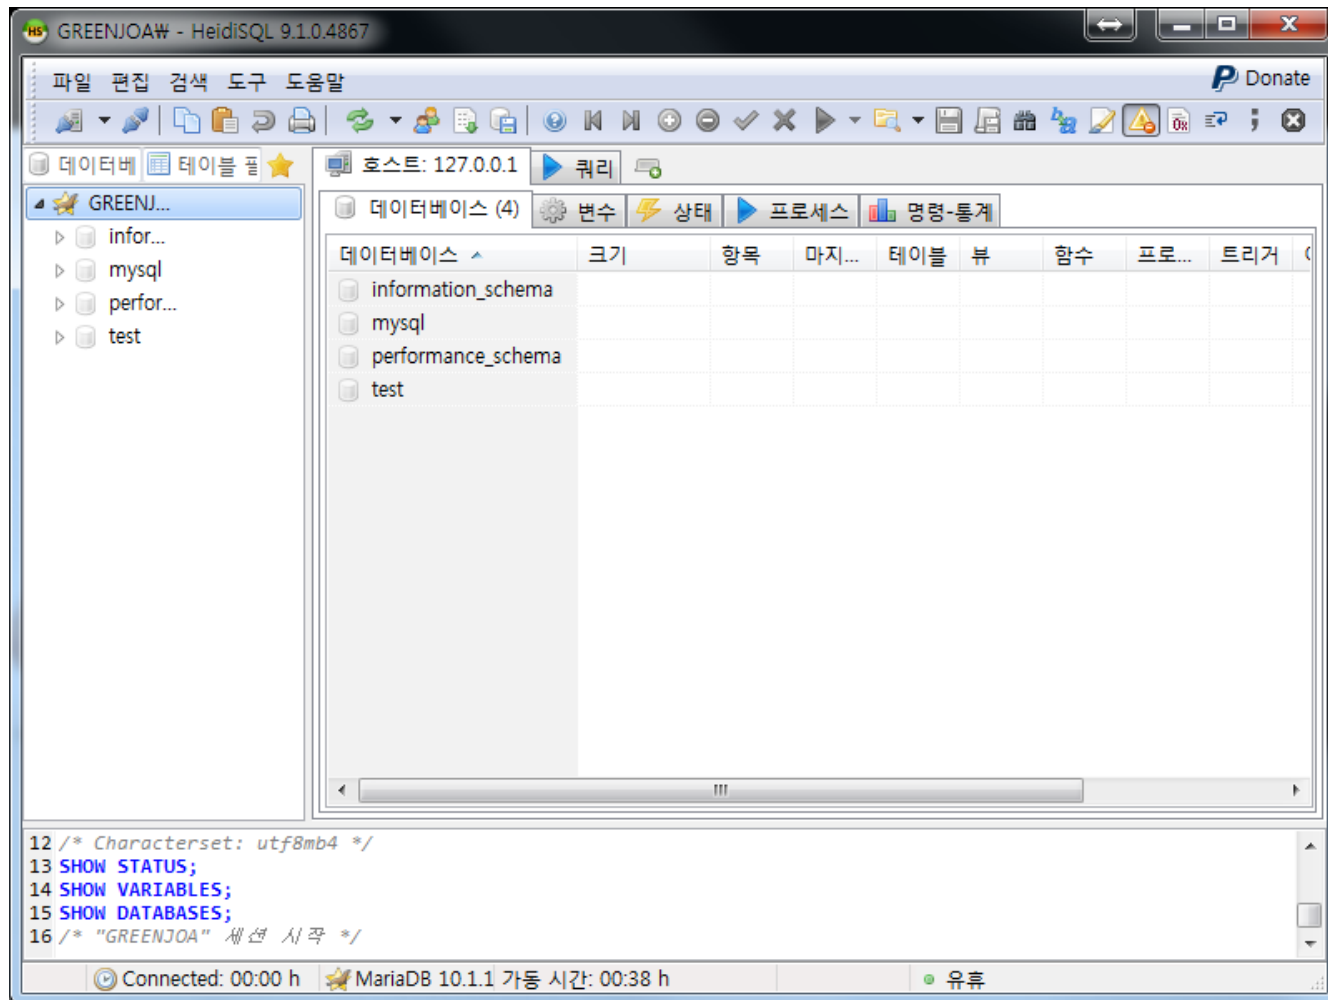 GREENJOA₩ - HeidiSQL 9.1.0.4867
파일 편집 검색 도구 도움말
Donate
데이터베 테이블 필
호스트: 127.0.0.1 쿼리
GREENJ...
infor...
mysql
perfor...
test
데이터베이스 (4) 변수 상태 프로세스 명령-통계
데이터베이스 크기 항목 마지... 테이블 뷰 함수 프로... 트리거
information_schema
mysql
performance_schema
test
12 /* Characterset: utf8mb4 */
13 SHOW STATUS;
14 SHOW VARIABLES;
15 SHOW DATABASES;
16 /* "GREENJOA" 세션 시작 */
Connected: 00:00 h MariaDB 10.1.1 가동 시간: 00:38 h 유휴